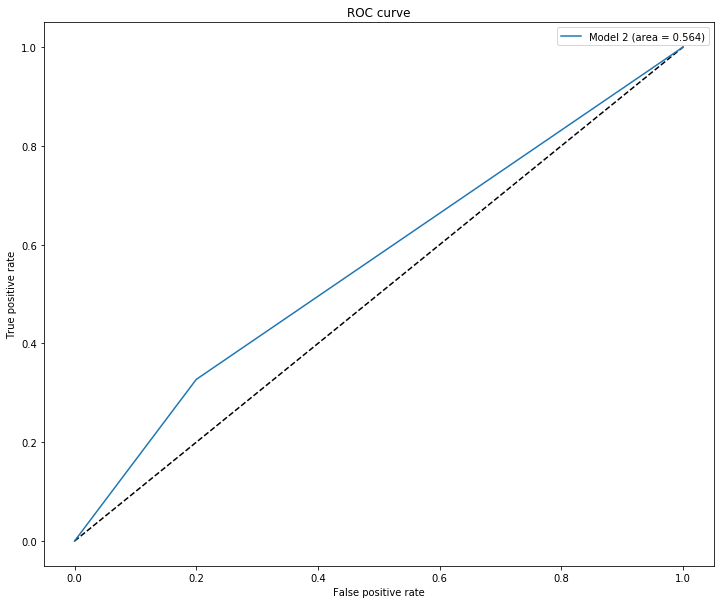 ROC curve
Model 2 (area = 0.564)
1.0
0.8
0.6
0.4
0.2
0.0
True positive rate
0.0 0.2 0.4 0.6 0.8 1.0
False positive rate